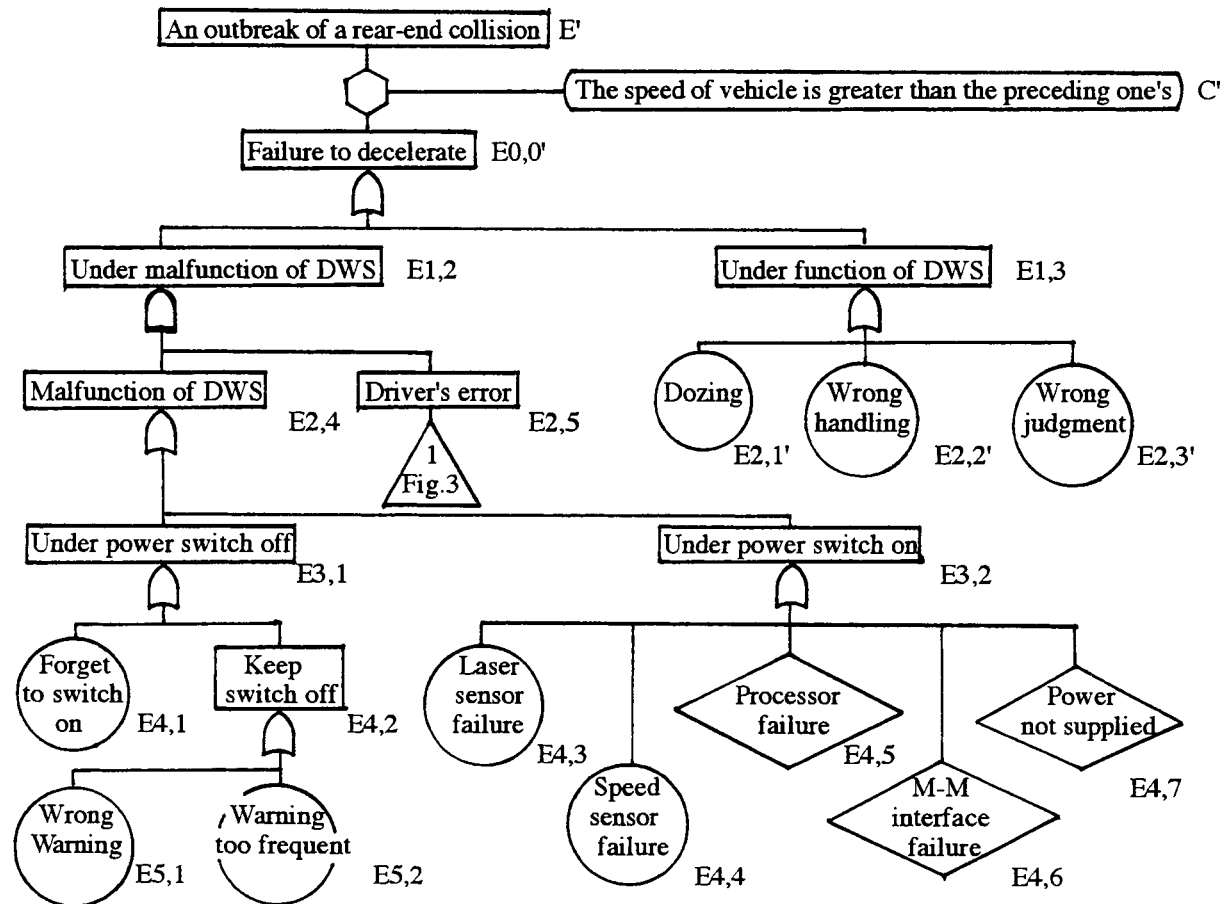 An outbreak of a rear-end collision E'
The speed of vehicle is greater than the preceding one's C'
Failure to decelerate E0,0'
Under malfunction of DWS E1,2
Under function of DWS E1,3
Malfunction of DWS
E2,4
Driver's error
E2,5
1
Fig.3
Dozing
E2,1'
Wrong
handling
E2,2'
Wrong
judgment
E2,3'
Under power switch off
E3,1
Under power switch on
E3,2
Forget
to switch
on
E4,1
Keep
switch off
E4,2
Laser
sensor
failure
E4,3
Speed
sensor
failure
E4,4
Processor
failure
E4,5
M-M
interface
failure
E4,6
Power
not supplied
E4,7
Wrong
Warning
E5,1
Warning
too frequent
E5,2